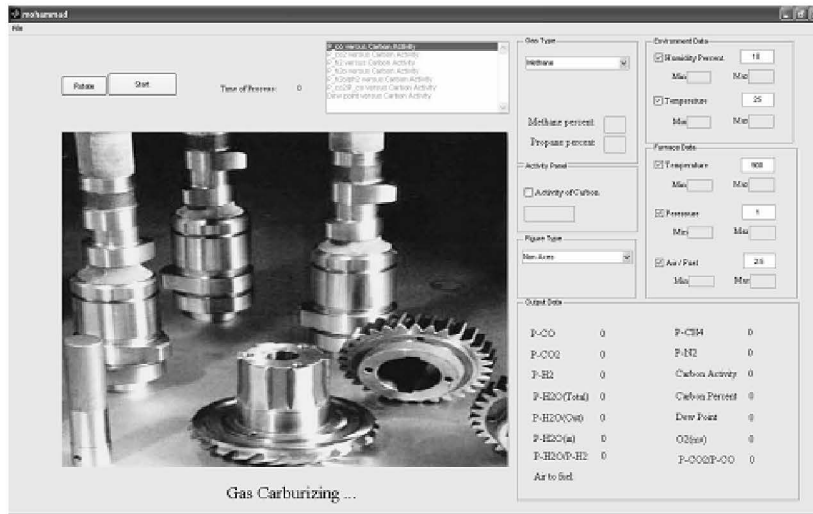 mohammad
File
Start
Time of Process: 0
P_co versus Carbon Activity
P_co2 versus Carbon Activity
P_h2 versus Carbon Activity
P_h2o versus Carbon Activity
P_h2o/ph2 versus Carbon Activity
P_co2/P_co versus Carbon Activity
Dew point versus Carbon Activity
Gas Type
Methane
Methane percent
Propane percent
Activity Panel
Activity of Carbon
Figure Type
Non Axes
Environment Data
Humidity Percent 10
Min Max
Temperature 25
Min Max
Furnace Data
Temperature 900
Min Max
Pressure 1
Min Max
Air / Fuel 2.5
Min Max
Output Data
P-CO 0
P-CO2 0
P-H2 0
P-H2O(Total) 0
P-H2O(Out) 0
P-H2O(in) 0
P-H2O/P-H2 0
Air to fuel
P-CH4 0
P-N2 0
Carbon Activity 0
Carbon Percent 0
Dew Point 0
O2(mv) 0
P-CO2/P-CO 0
Gas Carburizing ...